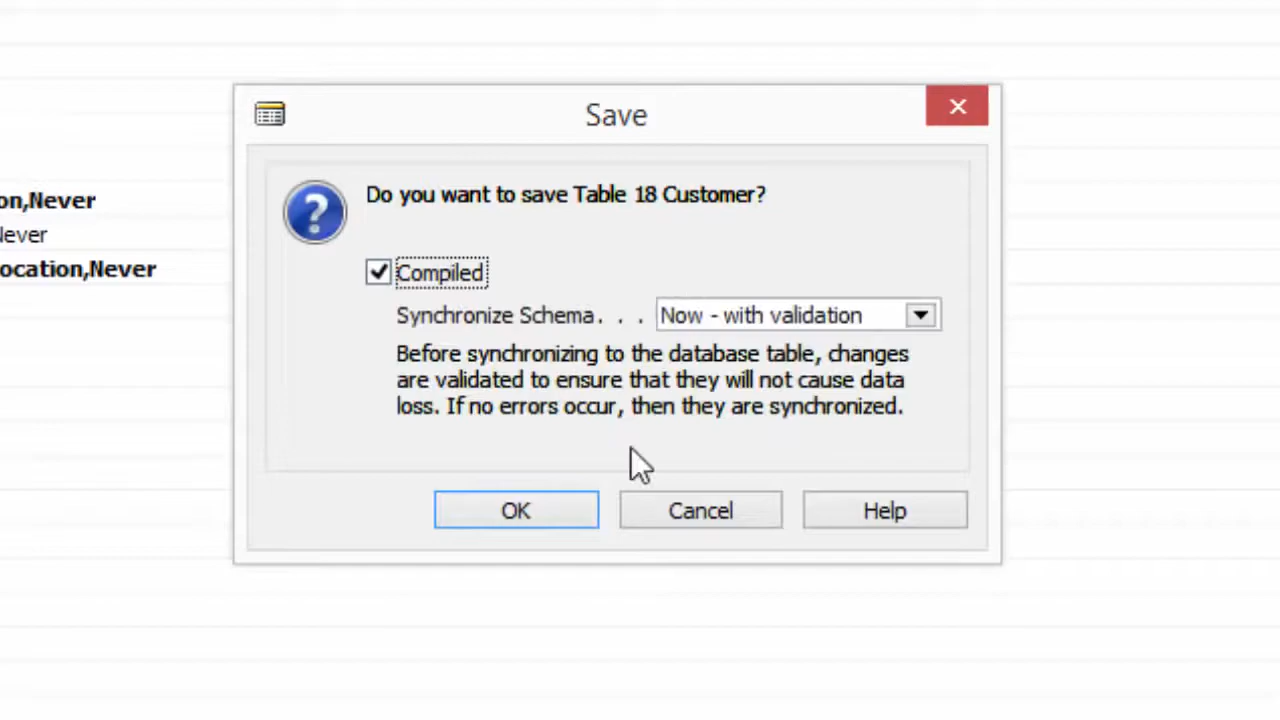 Save
Do you want to save Table 18 Customer?
on,Never
Never
ocation,Never
Compiled
Synchronize Schema. . . Now - with validation
Before synchronizing to the database table, changes
are validated to ensure that they will not cause data
loss. If no errors occur, then they are synchronized.
OK Cancel Help